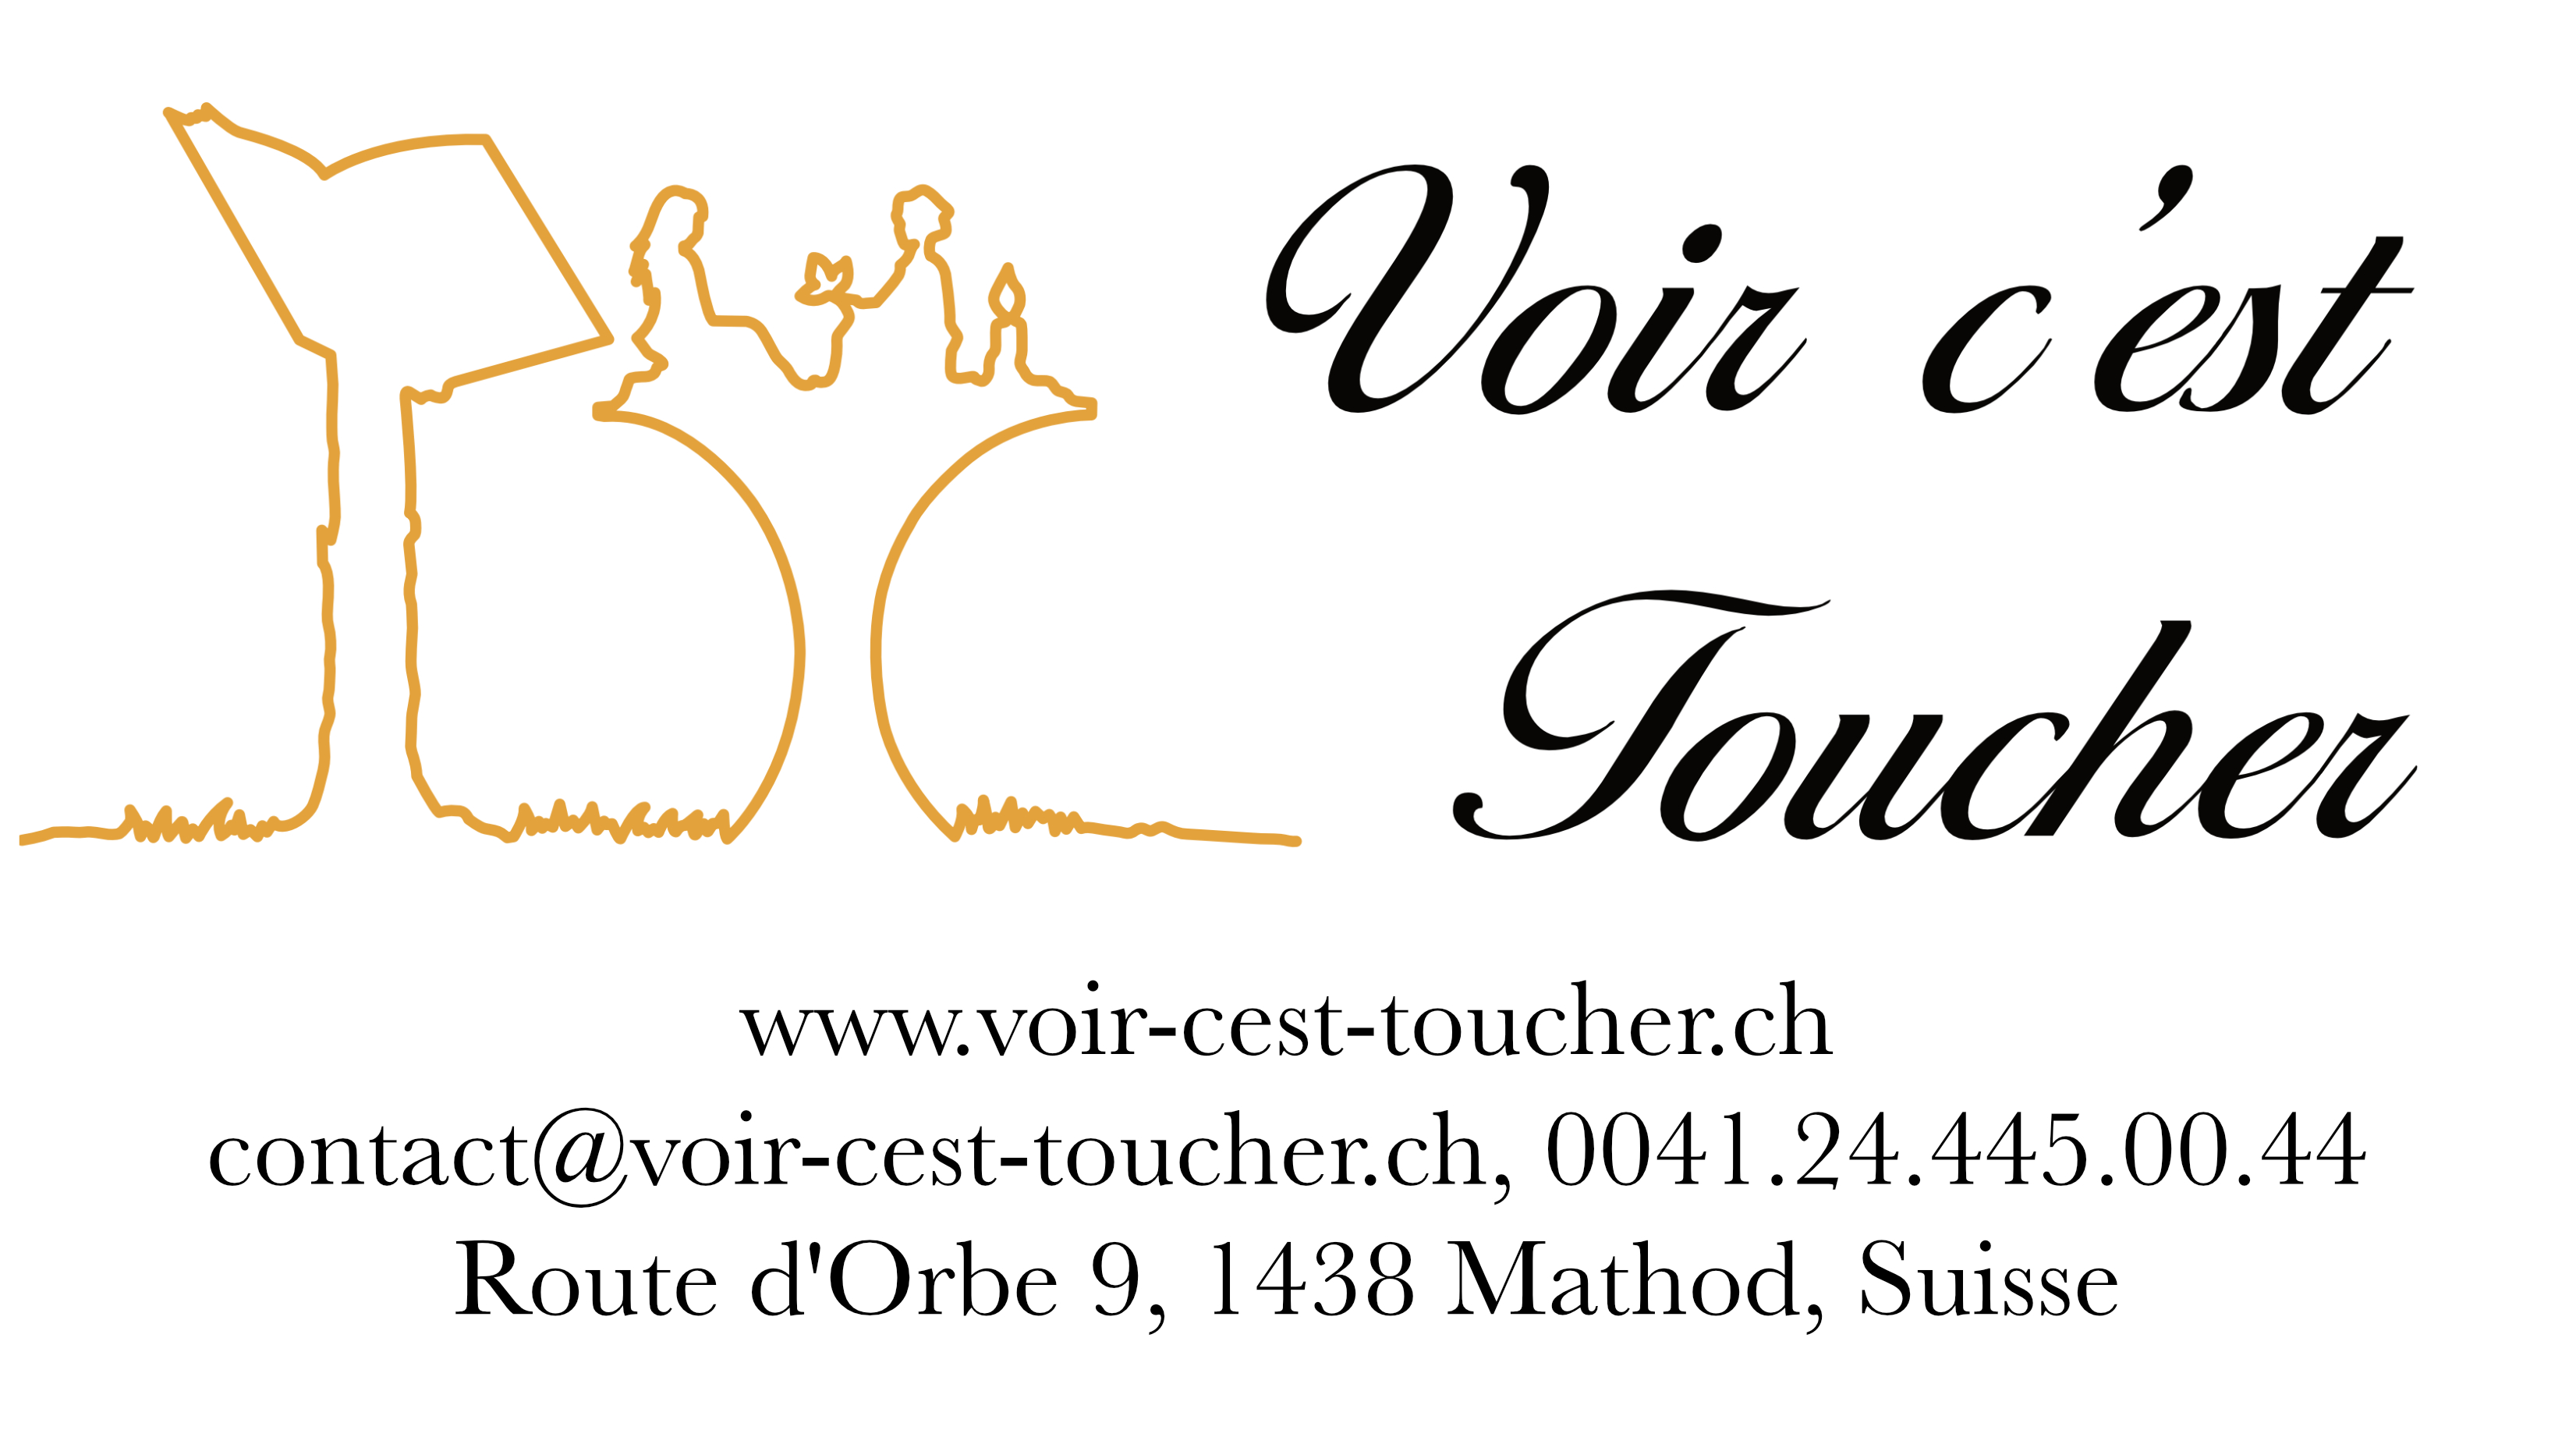 Voir c'est
Toucher
www.voir-cest-toucher.ch
contact@voir-cest-toucher.ch, 0041.24.445.00.44
Route d'Orbe 9, 1438 Mathod, Suisse